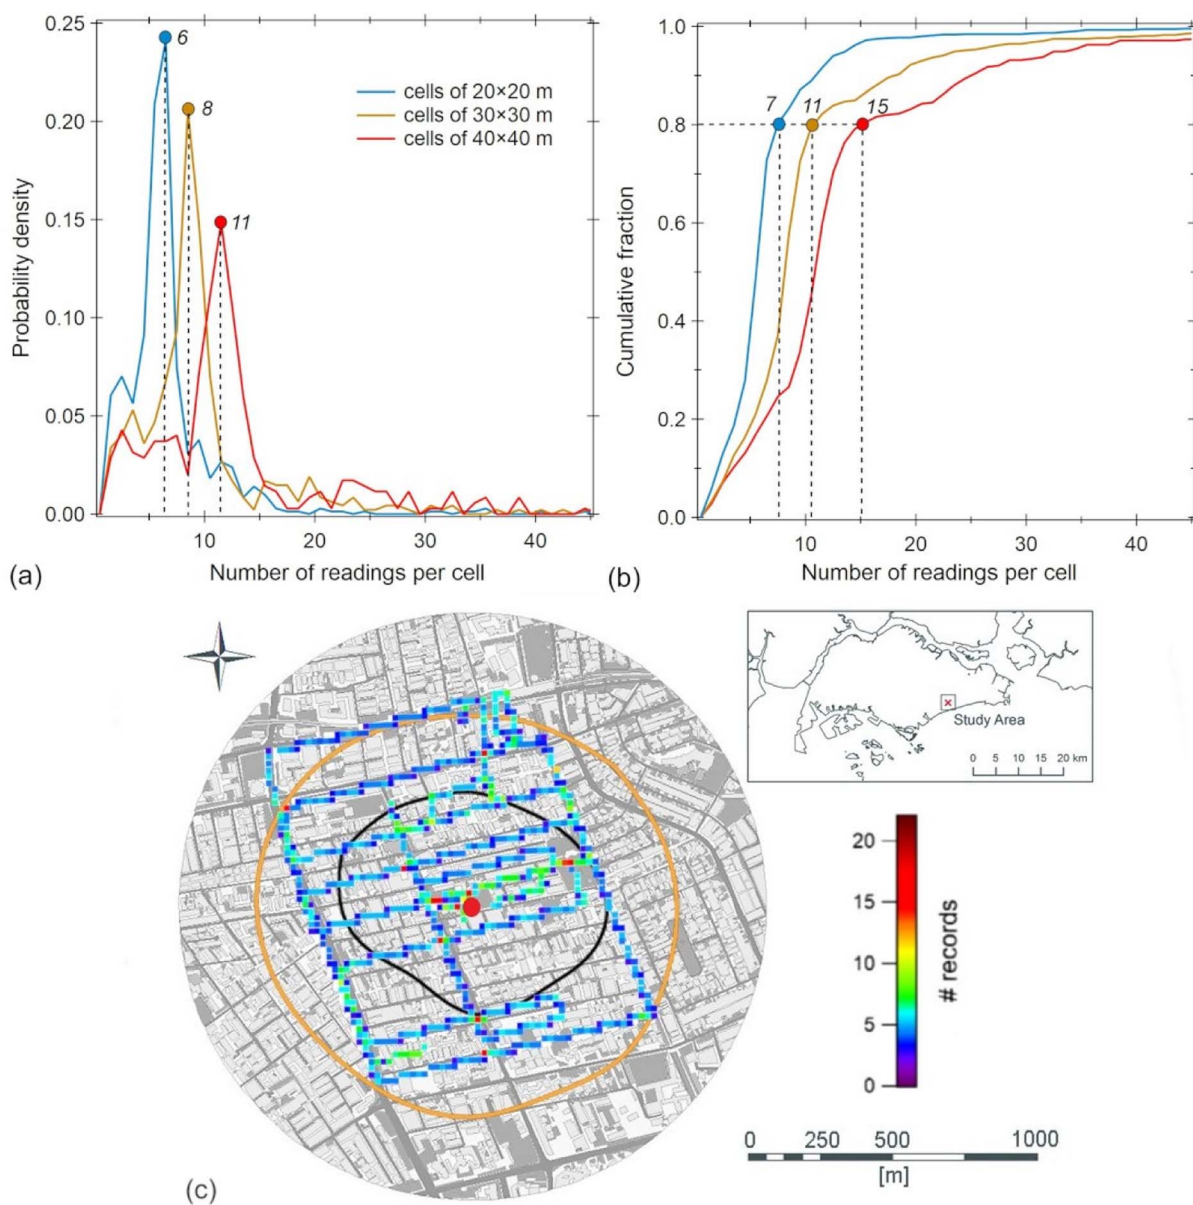 0.25
0.20
0.15
0.10
0.05
0.00
Probability density
6
8
11
cells of 20×20 m
cells of 30×30 m
cells of 40×40 m
10
20
30
40
Number of readings per cell
(a)
1.0
0.8
0.6
0.4
0.2
0.0
Cumulative fraction
7
11
15
10
20
30
40
Number of readings per cell
(b)
Study Area
0 5 10 15 20 km
20
15
10
5
0
# records
0 250 500 1000
[m]
(c)